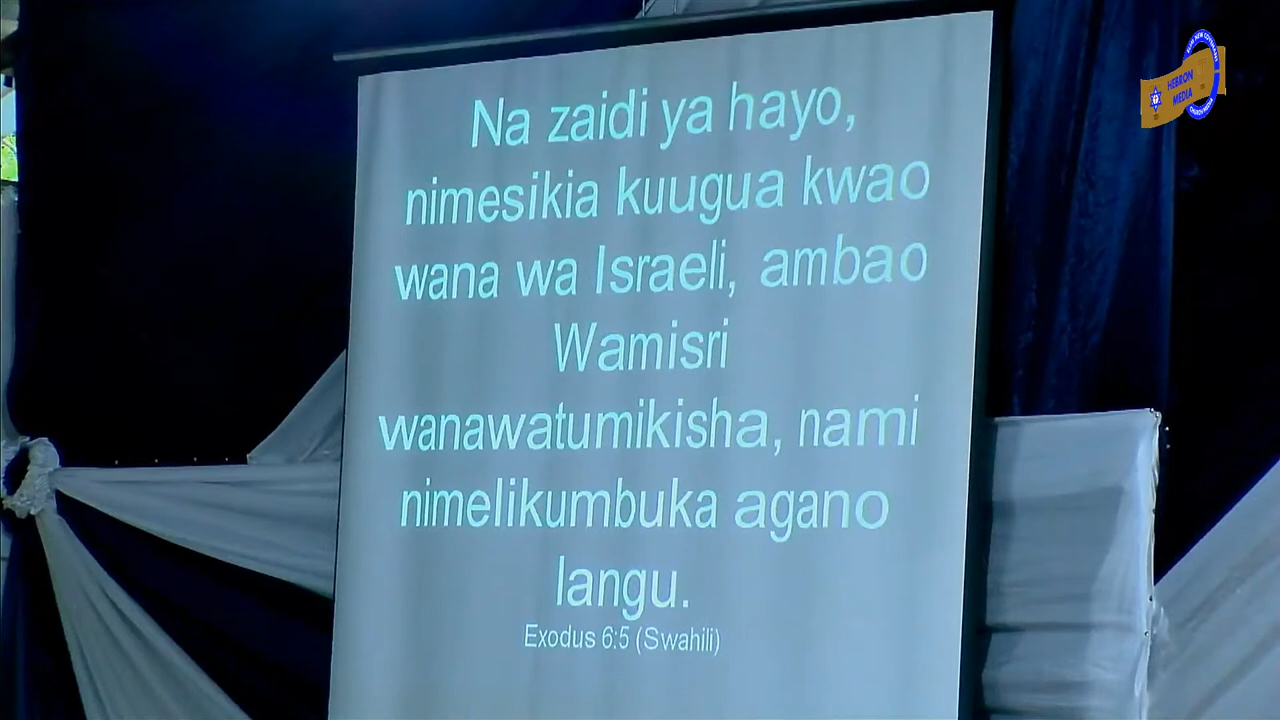 Na zaidi ya hayo,
nimesikia kuugua kwao
wana wa Israeli, ambao
Wamisri
wanawatumikisha, nami
nimelikumbuka agano
langu.
Exodus 6:5 (Swahili)
HEBRON
MEDIA